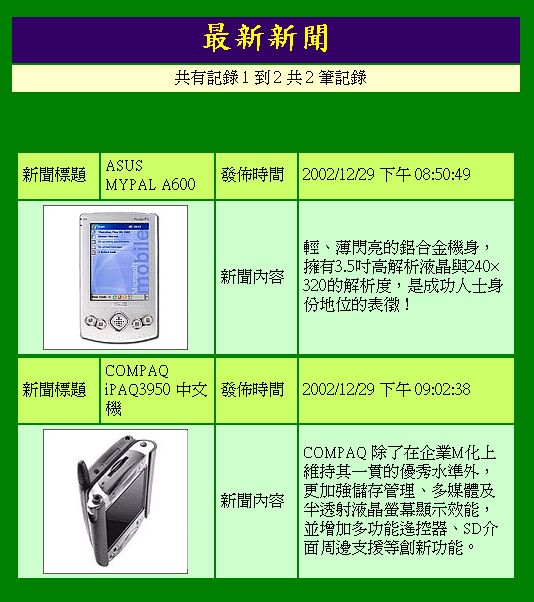 最新新聞
共有記錄 1 到 2 共 2 筆記錄
新聞標題
ASUS
MYPAL A600
發佈時間
2002/12/29 下午 08:50:49
Microsoft
mobile
新聞內容
輕、薄閃亮的鋁合金機身，
擁有3.5吋高解析液晶與240×
320的解析度，是成功人士身
份地位的表徵！
新聞標題
COMPAQ
iPAQ3950 中文
機
發佈時間
2002/12/29 下午 09:02:38
新聞內容
COMPAQ 除了在企業M化上
維持其一貫的優秀水準外，
更加強儲存管理、多媒體及
半透射液晶螢幕顯示效能，
並增加多功能遙控器、SD介
面周邊支援等創新功能。